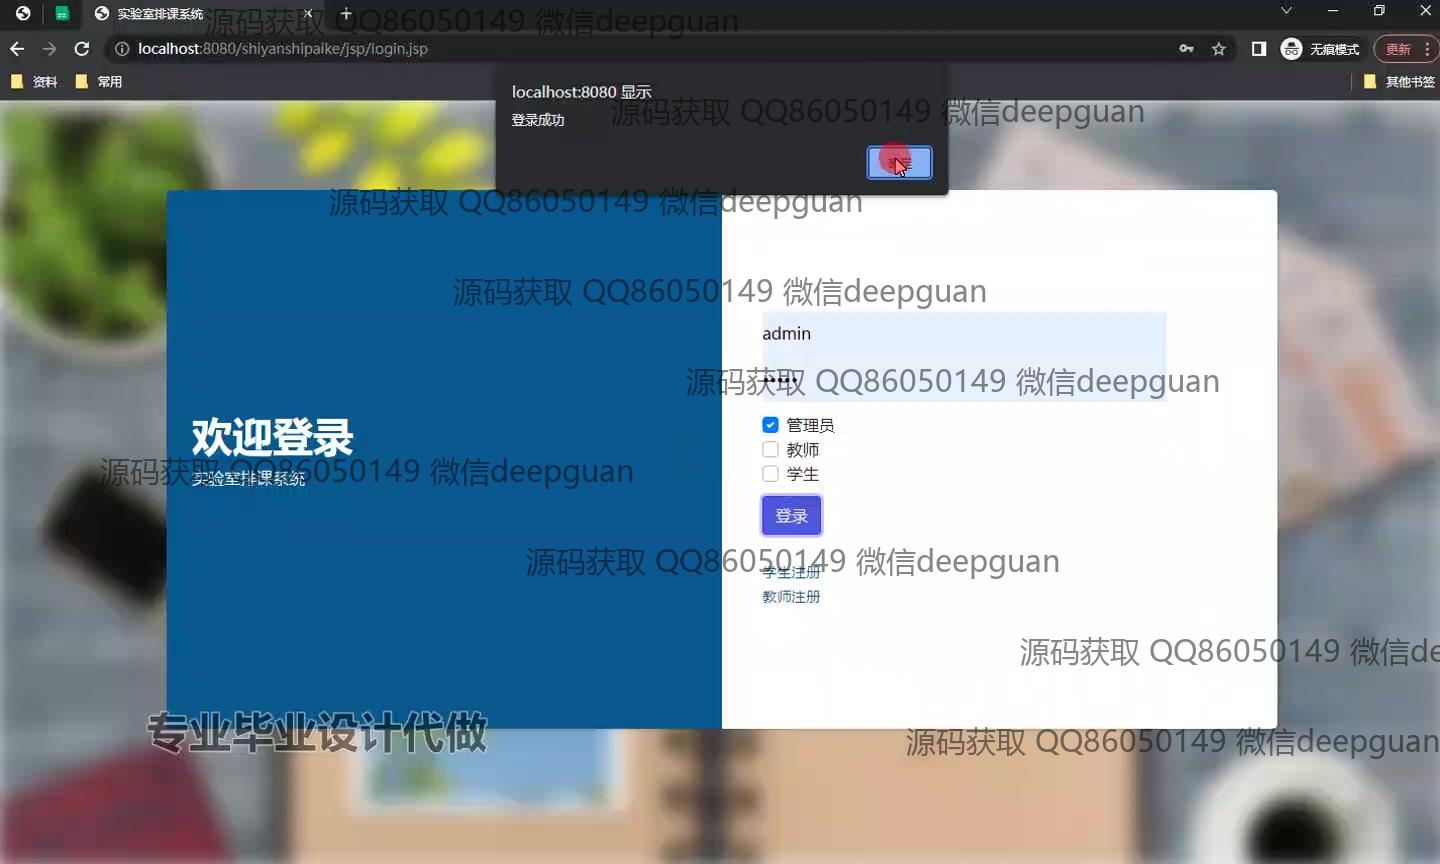 实验室排课系统
源码获取 QQ86050149 微信deepguan
localhost:8080/shiyanshipaike/jsp/login.jsp
无痕模式
更新
资料
常用
其他书签
localhost:8080 显示
源码获取 QQ86050149 微信deepguan
登录成功
源码获取 QQ86050149 微信deepguan
源码获取 QQ86050149 微信deepguan
admin
源码获取 QQ86050149 微信deepguan
管理员
欢迎登录
教师
源码获取 QQ86050149 微信deepguan
实验室排课系统
学生
登录
源码获取 QQ86050149 微信deepguan
学生注册
教师注册
源码获取 QQ86050149 微信de
专业毕业设计代做
源码获取 QQ86050149 微信deepguan